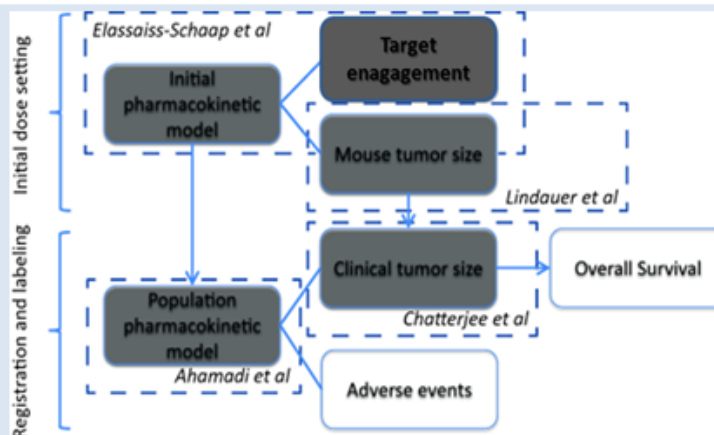 Elassaiss-Schaap et al
Initial dose setting
Target
enagagement
Initial
pharmacokinetic
model
Mouse tumor size
Lindauer et al
Registration and labeling
Clinical tumor size
Overall Survival
Chatterjee et al
Population
pharmacokinetic
model
Ahamadi et al
Adverse events